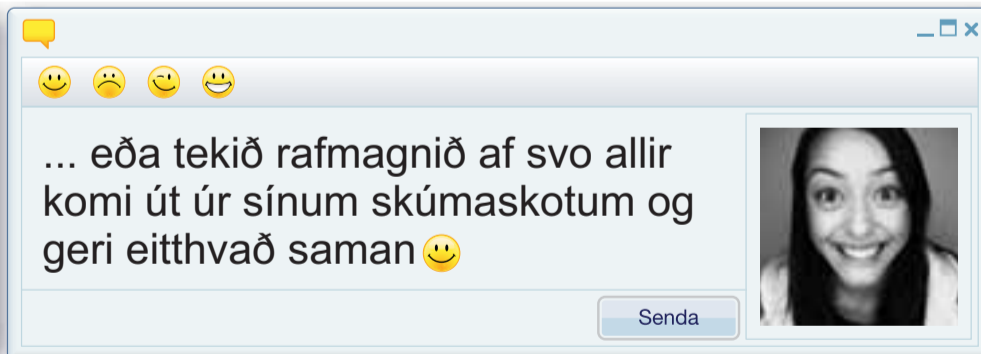 ... eða tekið rafmagnið af svo allir
komi út úr sínum skúmaskotum og
geri eitthvað saman
Senda